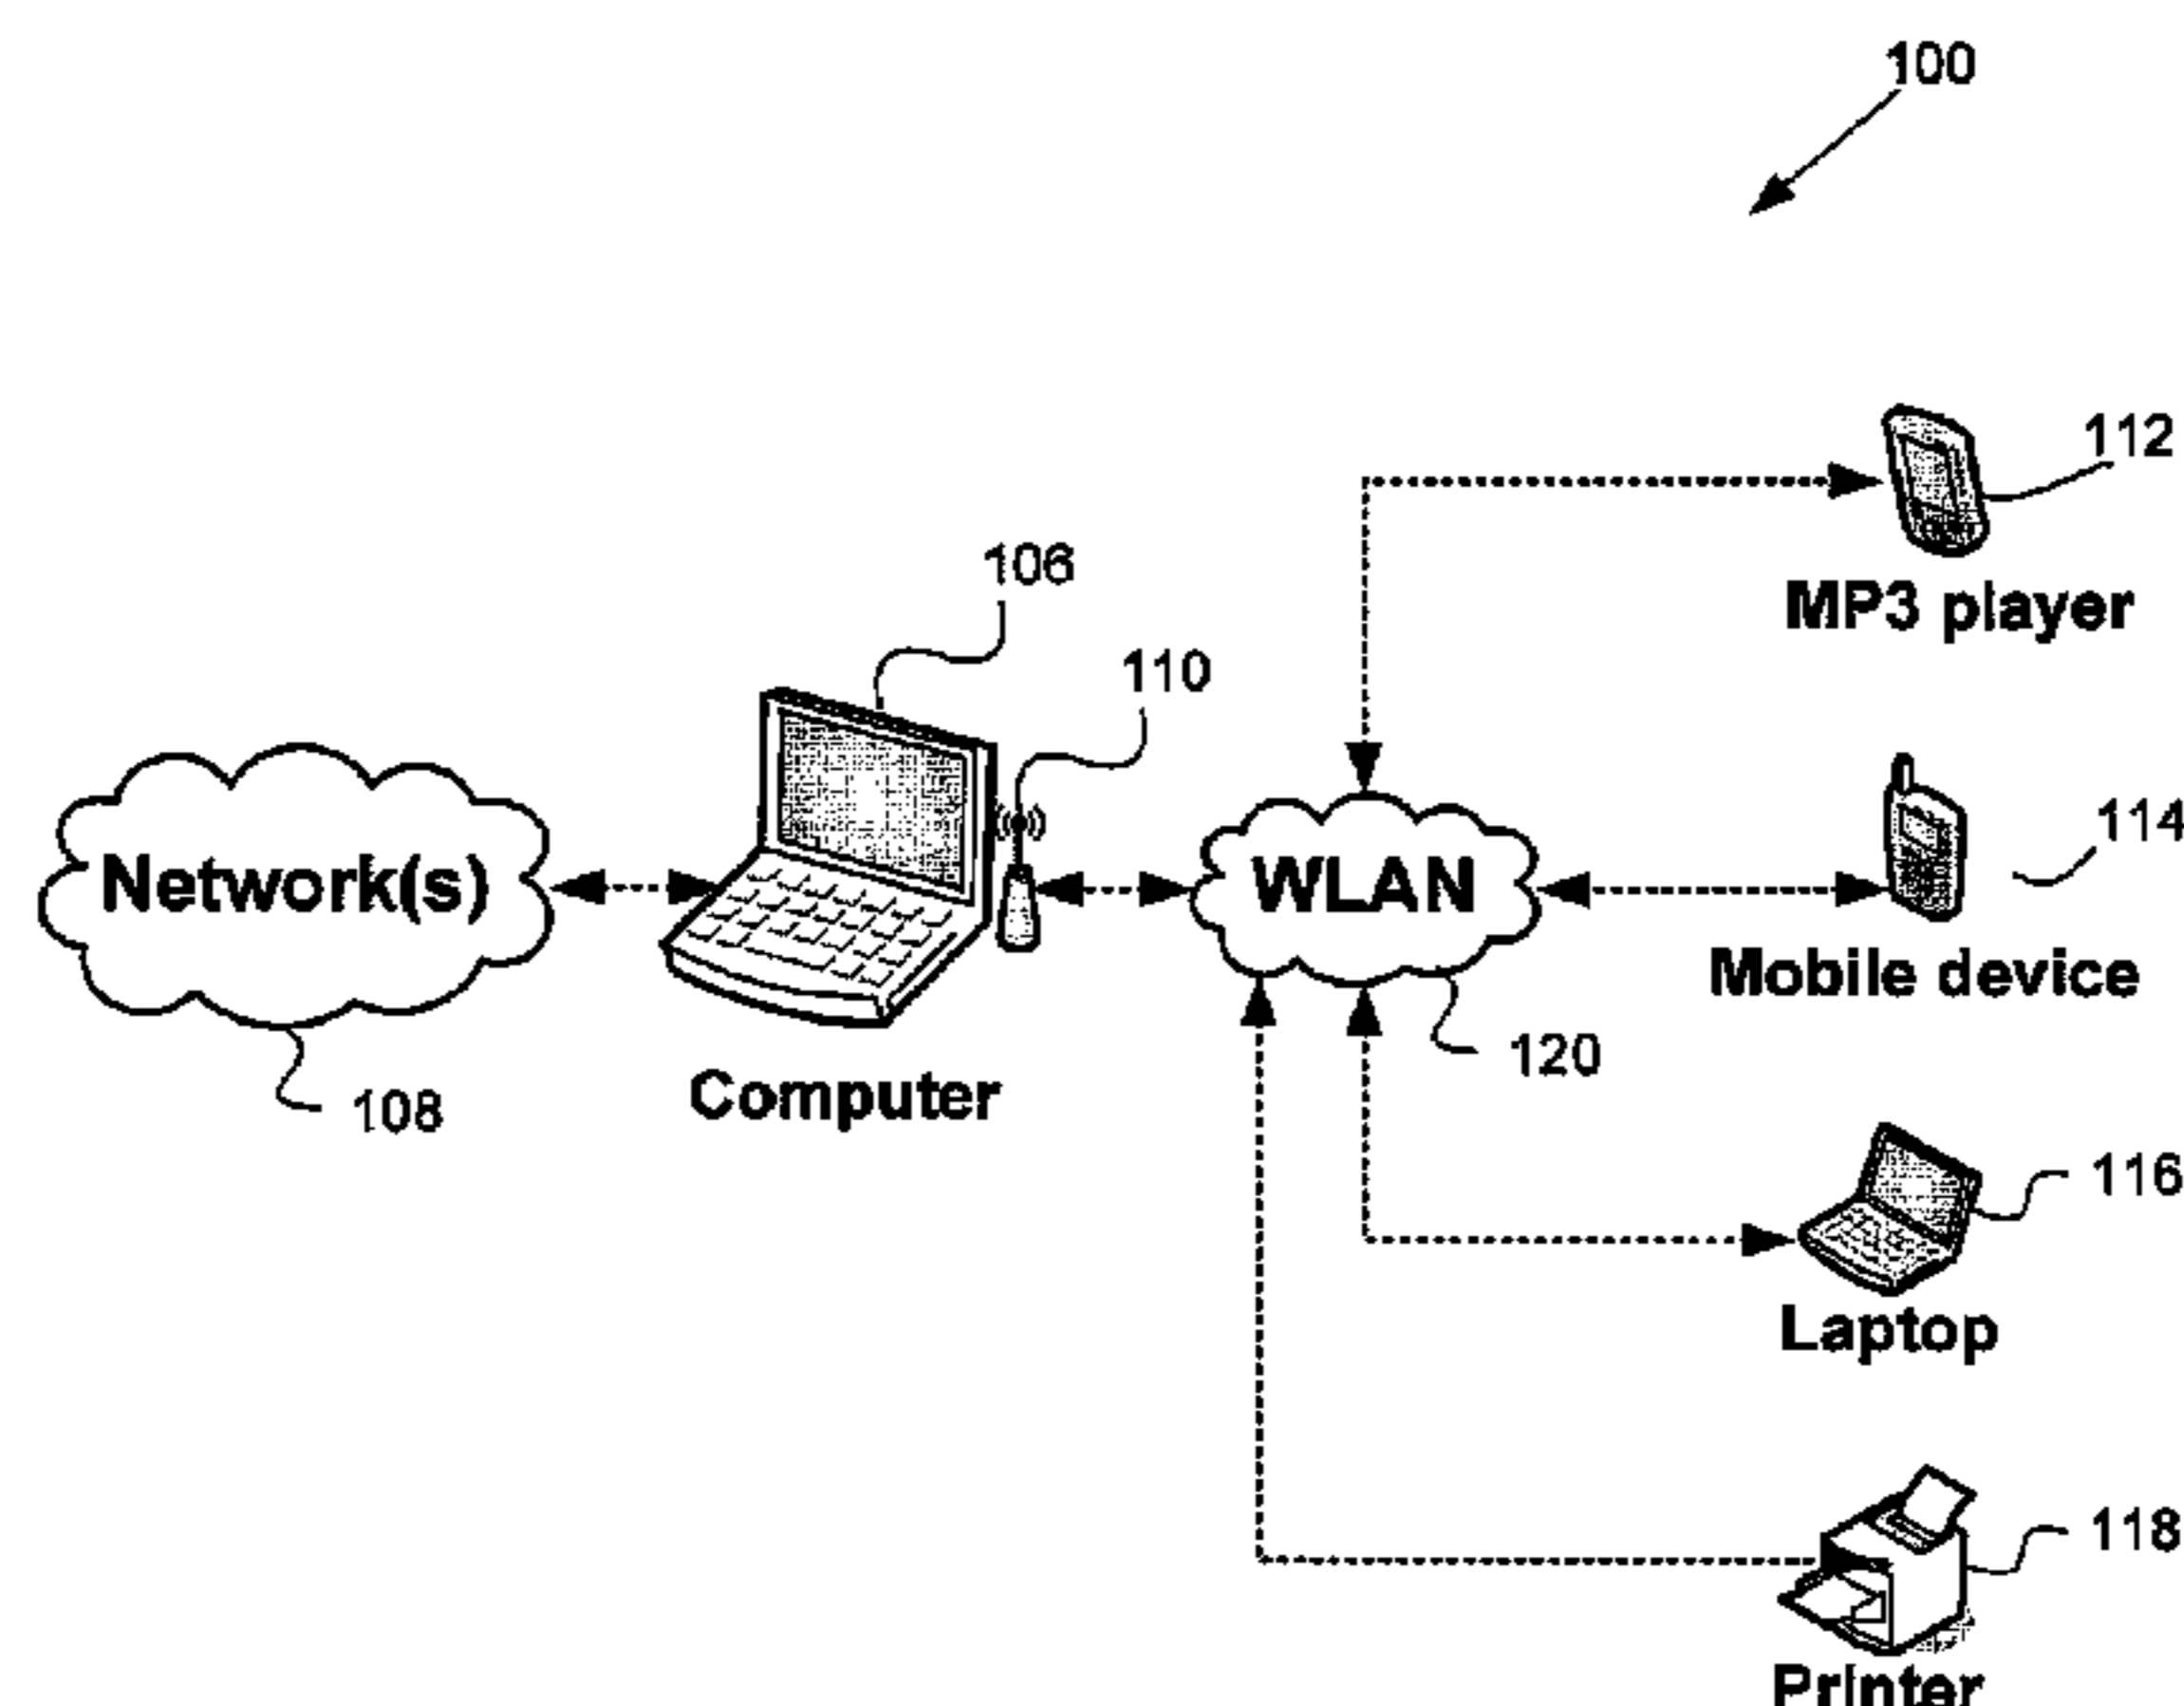 100
112
MP3 player
106
110
Network(s)
WLAN
114
Mobile device
120
Computer
108
116
Laptop
118
Printer